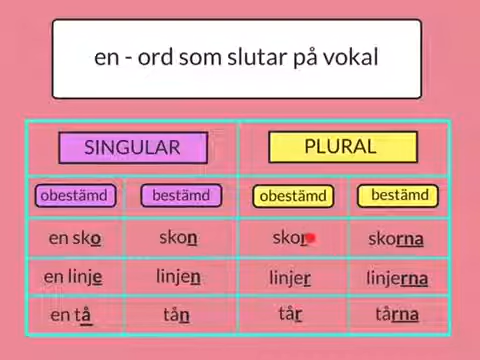 en - ord som slutar på vokal
SINGULAR PLURAL
obestämd bestämd obestämd bestämd
en sko skon skor skorna
en linje linjen linjer linjerna
en tå tån tår tårna